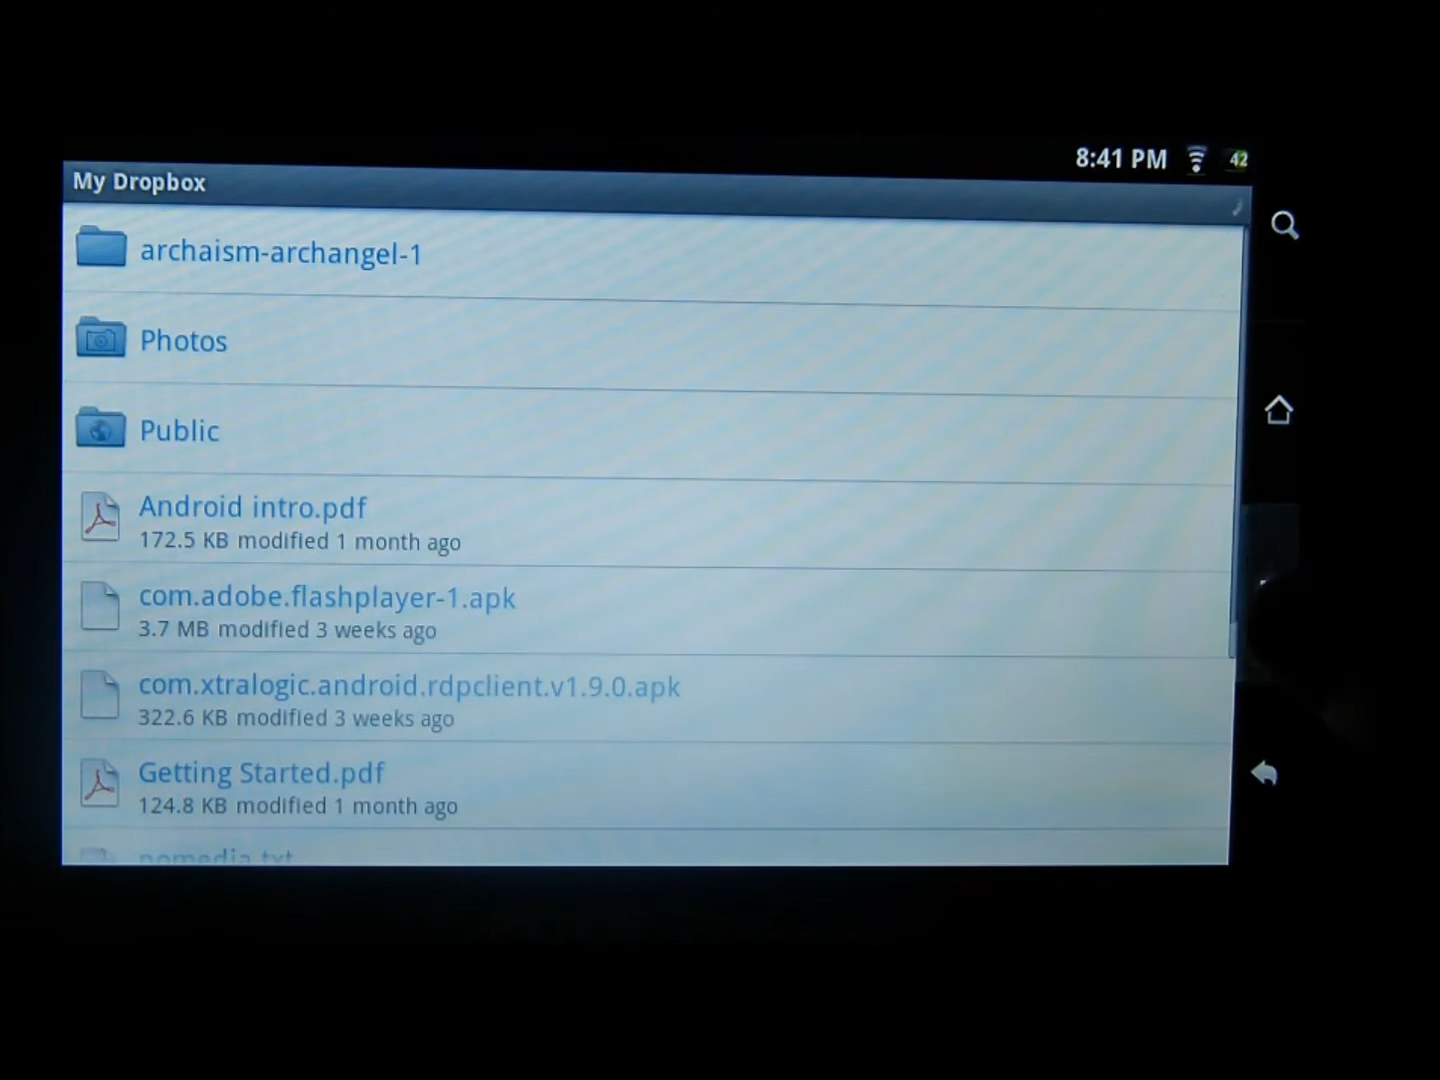 8:41 PM 42
My Dropbox
archaism-archangel-1
Photos
Public
Android intro.pdf
172.5 KB modified 1 month ago
com.adobe.flashplayer-1.apk
3.7 MB modified 3 weeks ago
com.xtralogic.android.rdpclient.v1.9.0.apk
322.6 KB modified 3 weeks ago
Getting Started.pdf
124.8 KB modified 1 month ago
nomedia.txt